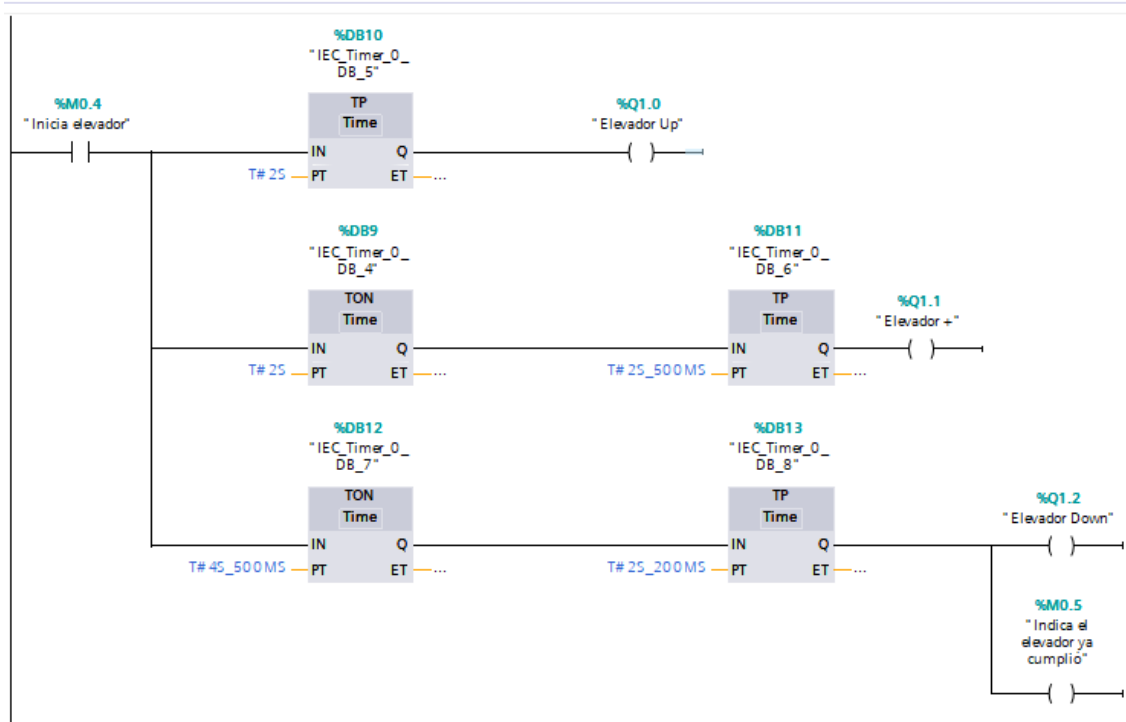 %DB10
"IEC_Timer_0_
DB_5"
%M0.4
"Inicia elevador"
TP
Time
%Q1.0
"Elevador Up"
IN
Q
T#2S
PT
ET
...
%DB9
"IEC_Timer_0_
DB_4"
%DB11
"IEC_Timer_0_
DB_6"
TON
Time
TP
Time
%Q1.1
"Elevador +"
IN
Q
IN
Q
T#2S
PT
ET
...
T#2S_500MS
PT
ET
...
%DB12
"IEC_Timer_0_
DB_7"
%DB13
"IEC_Timer_0_
DB_8"
TON
Time
TP
Time
%Q1.2
"Elevador Down"
IN
Q
IN
Q
T#4S_500MS
PT
ET
...
T#2S_200MS
PT
ET
...
%M0.5
"Indica el
elevador ya
cumplió"